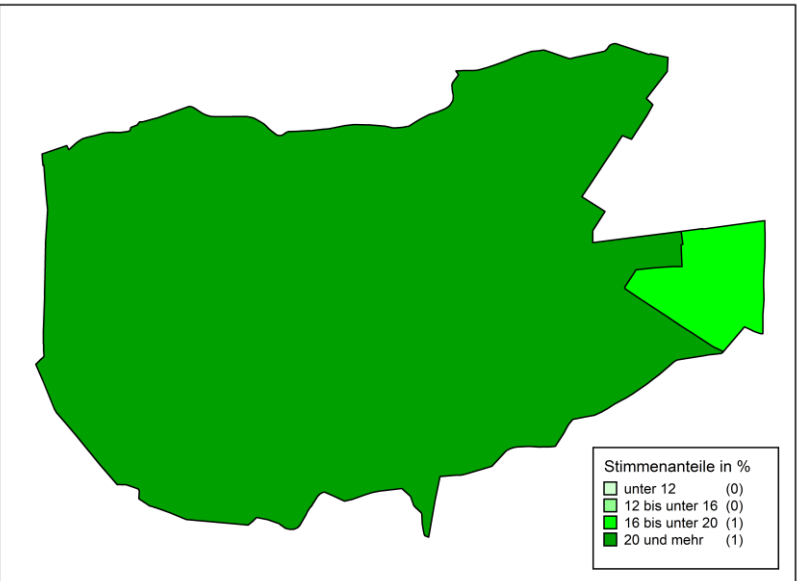 Stimmenanteile in %
unter 12 (0)
12 bis unter 16 (0)
16 bis unter 20 (1)
20 und mehr (1)